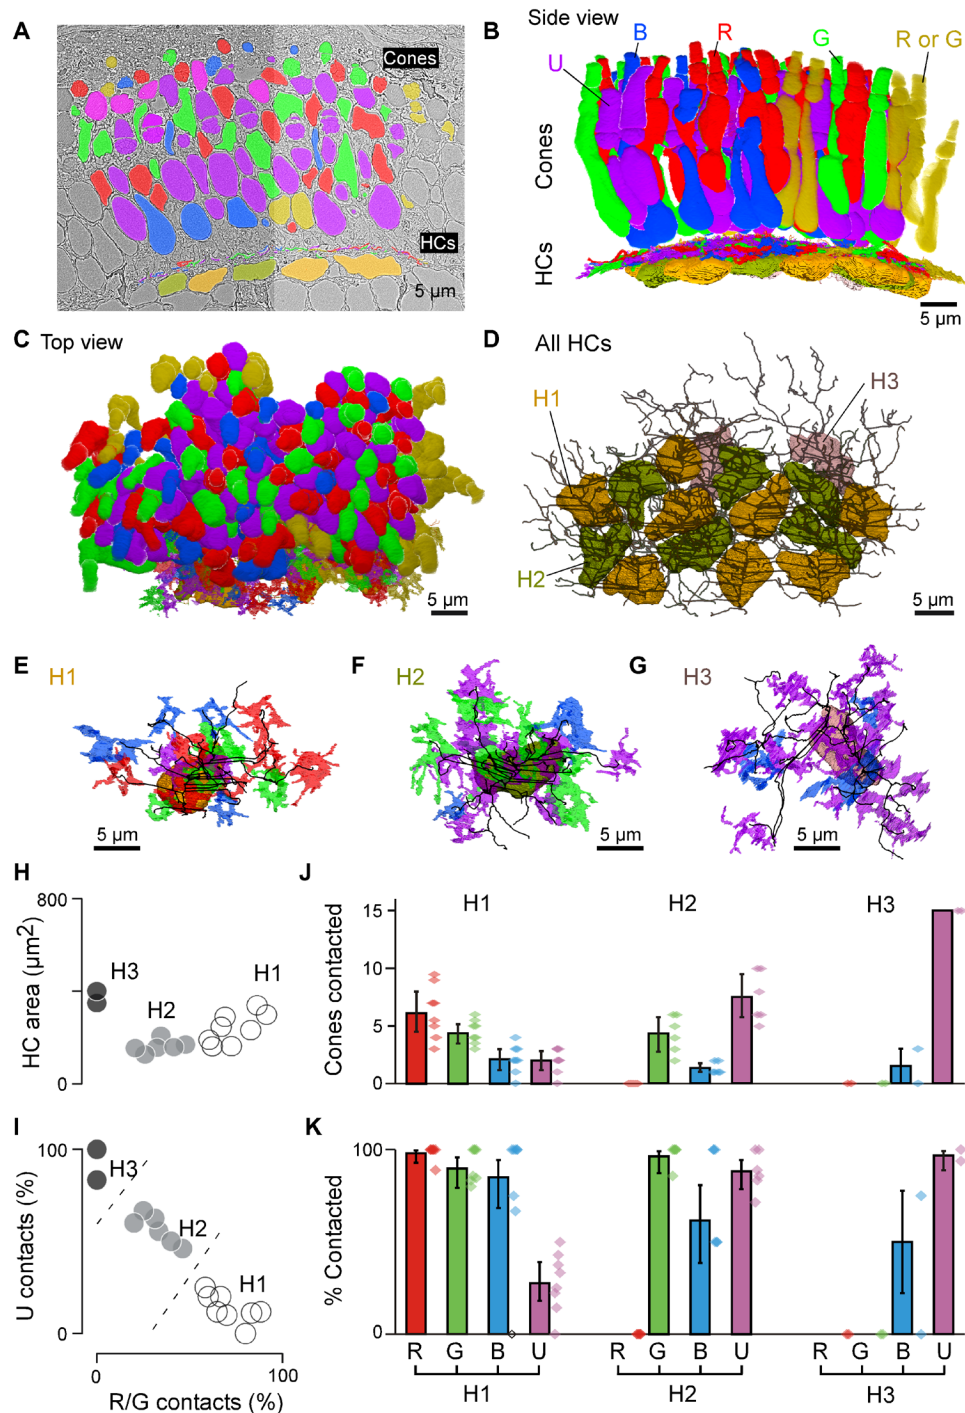 A
Cones
HCs
5 µm
B
Side view
B
R
G
R or G
U
Cones
HCs
5 µm
C
Top view
5 µm
D
All HCs
H1
H3
H2
5 µm
E
H1
5 µm
F
H2
5 µm
G
H3
5 µm
H
HC area (µm²)
800
0
H3
H2
H1
I
U contacts (%)
100
0
H3
H2
H1
0
100
R/G contacts (%)
J
H1
H2
H3
Cones contacted
15
10
5
0
K
% Contacted
100
0
R G B U R G B U R G B U
H1 H2 H3